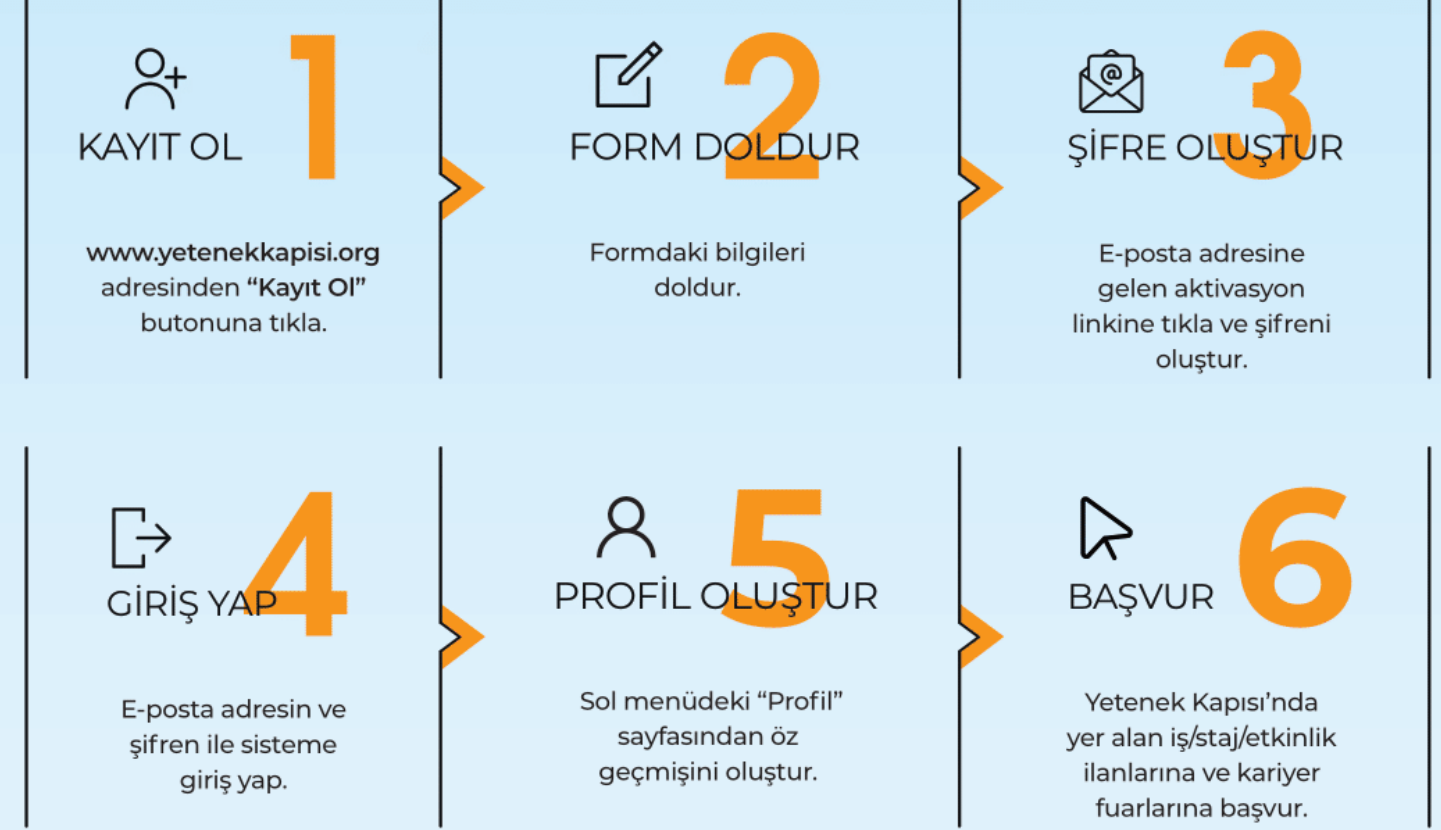 1
KAYIT OL
www.yetenekkapisi.org
adresinden “Kayıt Ol”
butonuna tıkla.
2
FORM DOLDUR
Formdaki bilgileri
doldur.
3
ŞİFRE OLUŞTUR
E-posta adresine
gelen aktivasyon
linkine tıkla ve şifreni
oluştur.
4
GİRİŞ YAP
E-posta adresin ve
şifren ile sisteme
giriş yap.
5
PROFİL OLUŞTUR
Sol menüdeki “Profil”
sayfasından öz
geçmişini oluştur.
6
BAŞVUR
Yetenek Kapısı’nda
yer alan iş/staj/etkinlik
ilanlarına ve kariyer
fuarlarına başvur.